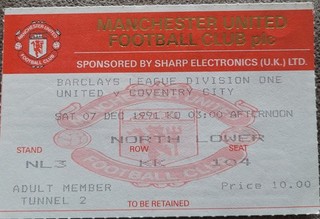 MANCHESTER UNITED
FOOTBALL CLUB plc
SPONSORED BY SHARP ELECTRONICS (U.K.) LTD.
BARCLAYS LEAGUE DIVISION ONE
UNITED v COVENTRY CITY
SAT 07 DEC 1991 KO 03:00 AFTERNOON
NORTH LOWER
STAND ROW SEAT
NL3 KK 104
ADULT MEMBER Price 10.00
TUNNEL 2
TO BE RETAINED